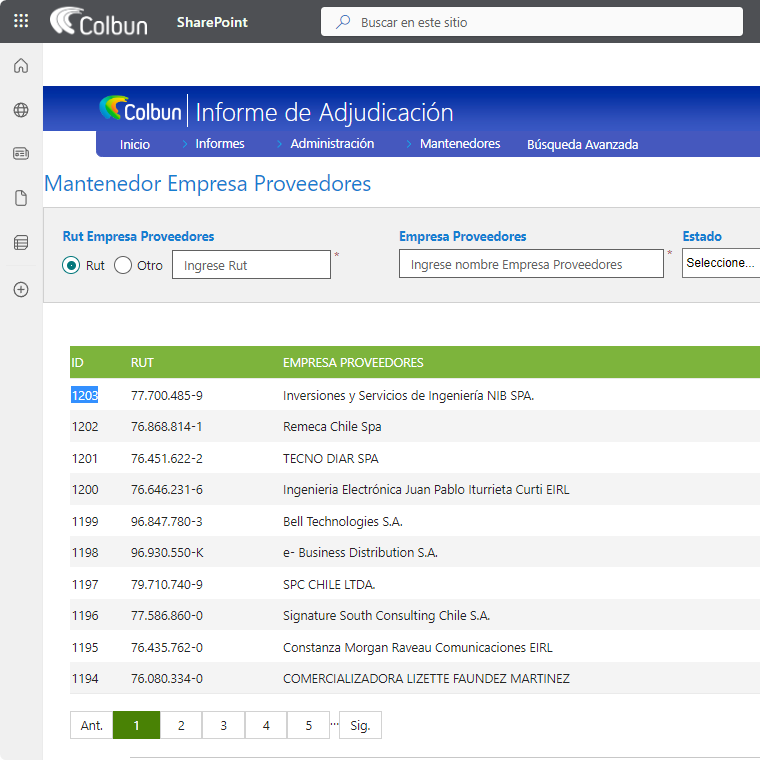 Colbun SharePoint Buscar en este sitio
Colbun Informe de Adjudicación
Inicio Informes Administración Mantenedores Búsqueda Avanzada
Mantenedor Empresa Proveedores
Rut Empresa Proveedores Empresa Proveedores Estado
Rut Otro Ingrese Rut * Ingrese nombre Empresa Proveedores * Seleccione...
ID RUT EMPRESA PROVEEDORES
1203 77.700.485-9 Inversiones y Servicios de Ingeniería NIB SPA.
1202 76.868.814-1 Remeca Chile Spa
1201 76.451.622-2 TECNO DIAR SPA
1200 76.646.231-6 Ingenieria Electrónica Juan Pablo Iturrieta Curti EIRL
1199 96.847.780-3 Bell Technologies S.A.
1198 96.930.550-K e- Business Distribution S.A.
1197 79.710.740-9 SPC CHILE LTDA.
1196 77.586.860-0 Signature South Consulting Chile S.A.
1195 76.435.762-0 Constanza Morgan Raveau Comunicaciones EIRL
1194 76.080.334-0 COMERCIALIZADORA LIZETTE FAUNDEZ MARTINEZ
Ant. 1 2 3 4 5 ... Sig.